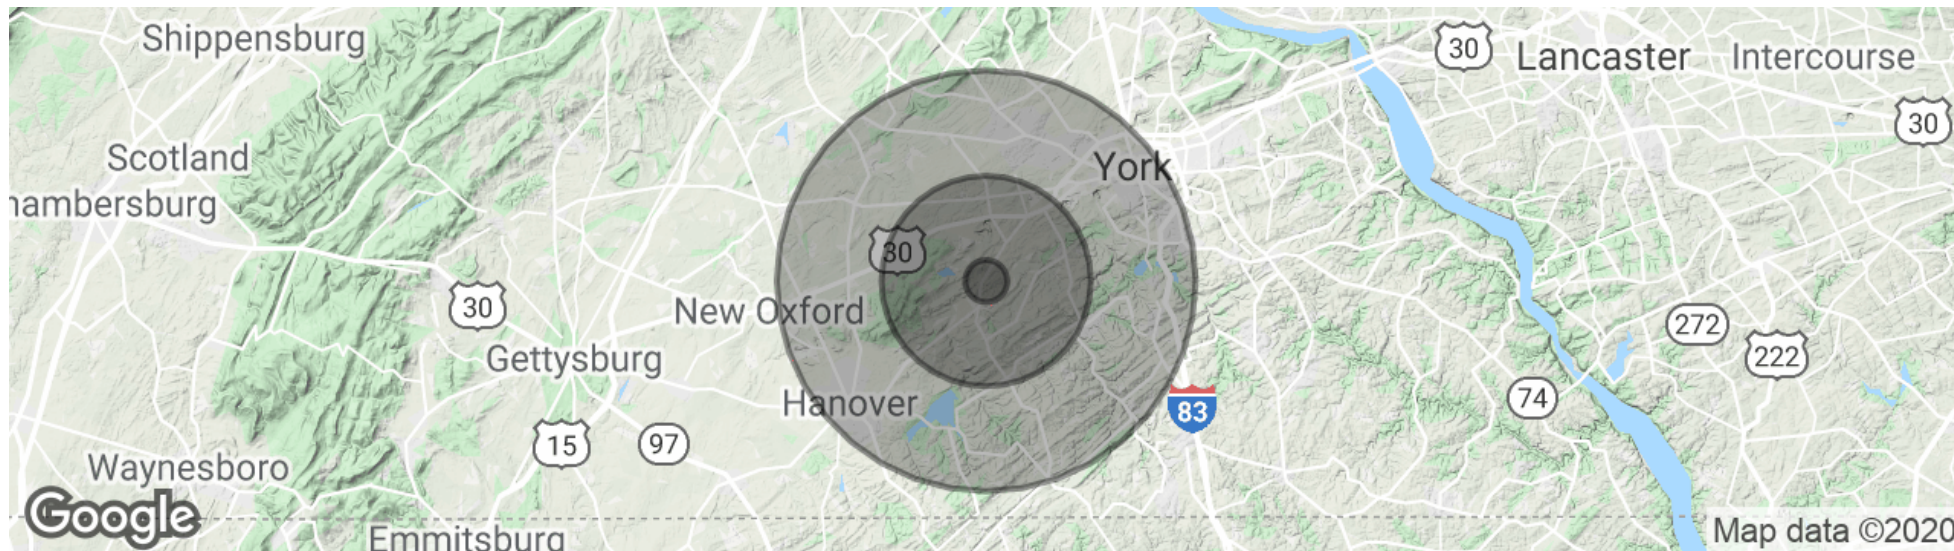 Shippensburg
30
Lancaster
Intercourse
30
Scotland
York
hambersburg
30
30
New Oxford
272
Gettysburg
222
Hanover
83
74
15
97
Waynesboro
Google
Emmitsburg
Map data ©2020